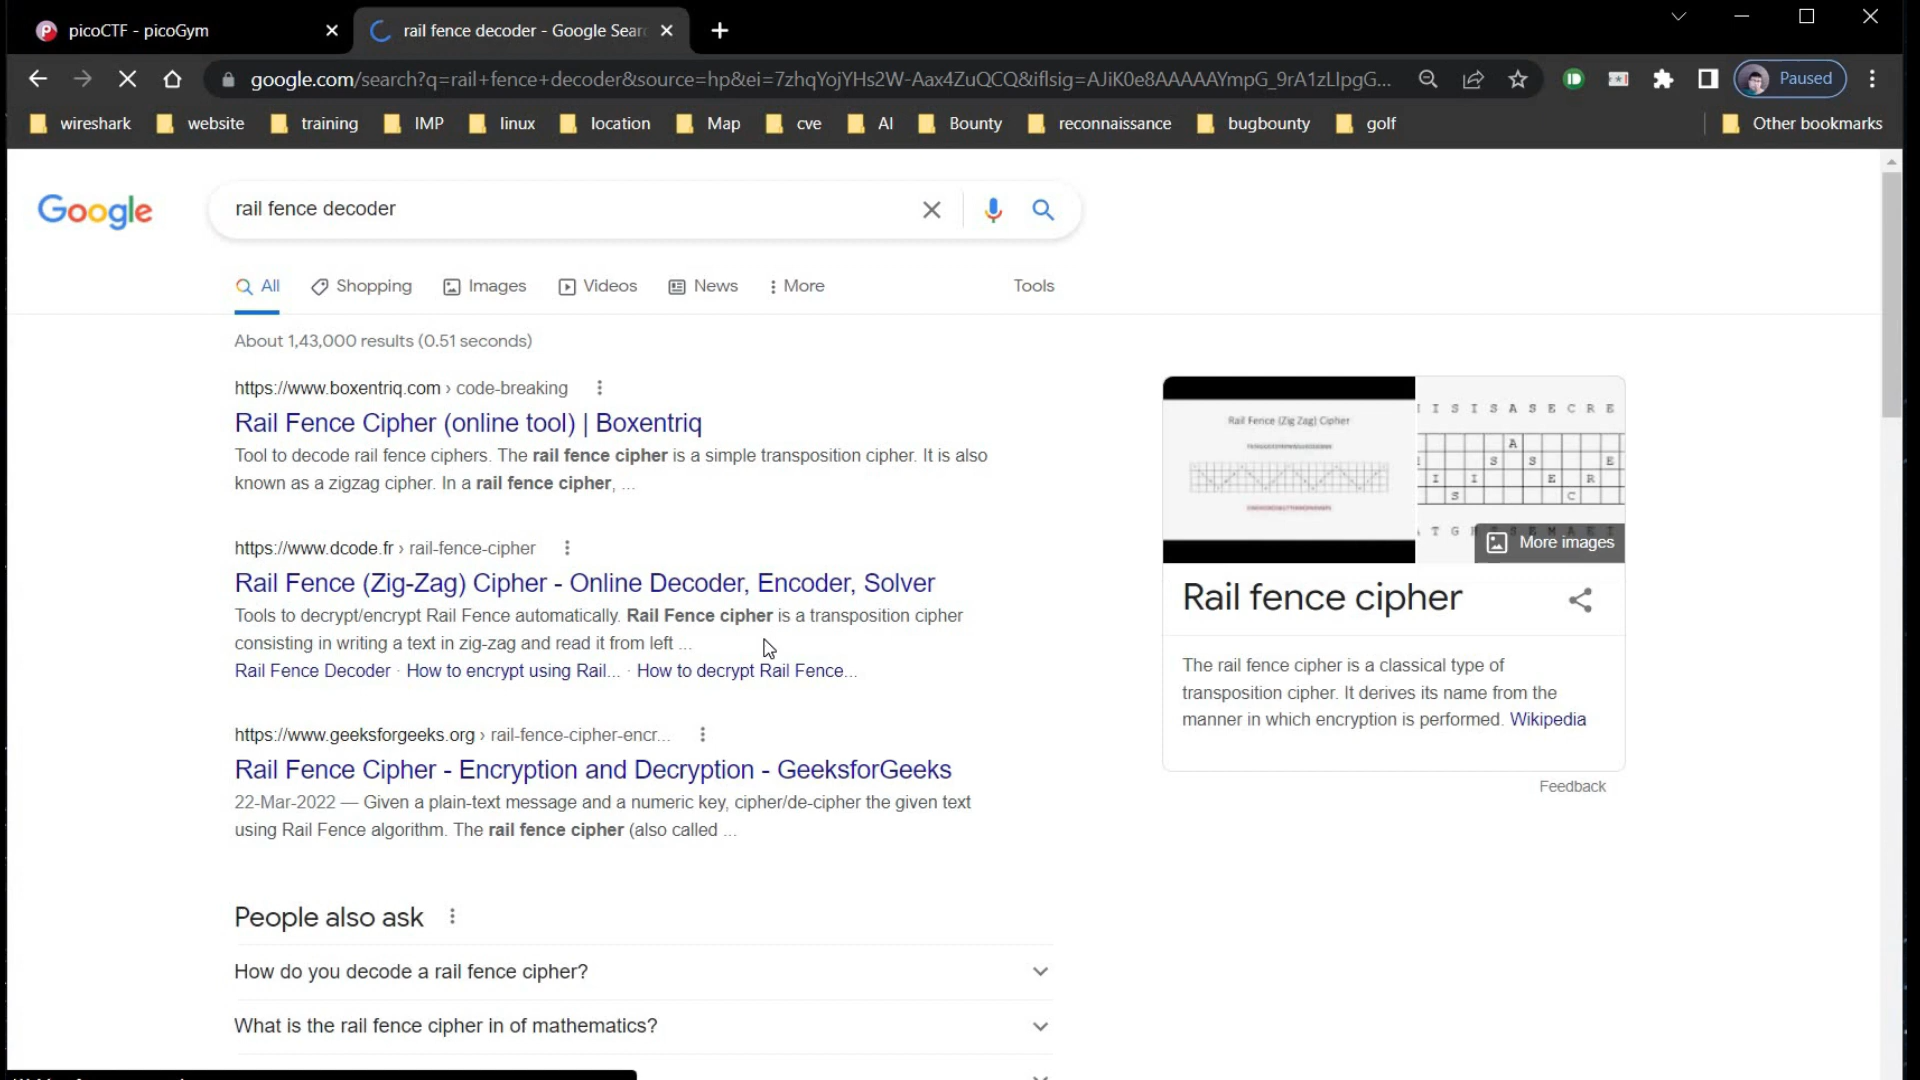 picoCTF - picoGym
rail fence decoder - Google Sear
google.com/search?q=rail+fence+decoder&source=hp&ei=7zhqYojYHs2W-Aax4ZuQCQ&iflsig=AJiK0e8AAAAAYmpG_9rA1zLlpgG...
Paused
wireshark website training IMP linux location Map cve AI Bounty reconnaissance bugbounty golf Other bookmarks
Google
rail fence decoder
All Shopping Images Videos News More Tools
About 1,43,000 results (0.51 seconds)
https://www.boxentriq.com › code-breaking
Rail Fence Cipher (online tool) | Boxentriq
Tool to decode rail fence ciphers. The rail fence cipher is a simple transposition cipher. It is also
known as a zigzag cipher. In a rail fence cipher, ...
https://www.dcode.fr › rail-fence-cipher
Rail Fence (Zig-Zag) Cipher - Online Decoder, Encoder, Solver
Tools to decrypt/encrypt Rail Fence automatically. Rail Fence cipher is a transposition cipher
consisting in writing a text in zig-zag and read it from left ...
Rail Fence Decoder · How to encrypt using Rail... · How to decrypt Rail Fence...
https://www.geeksforgeeks.org › rail-fence-cipher-encr...
Rail Fence Cipher - Encryption and Decryption - GeeksforGeeks
22-Mar-2022 — Given a plain-text message and a numeric key, cipher/de-cipher the given text
using Rail Fence algorithm. The rail fence cipher (also called ...
People also ask
How do you decode a rail fence cipher?
What is the rail fence cipher in of mathematics?
Rail Fence (Zig Zag) Cipher
I S I S A S E C R E
A
S S E
I I E R
S C
More images
Rail fence cipher
The rail fence cipher is a classical type of
transposition cipher. It derives its name from the
manner in which encryption is performed. Wikipedia
Feedback